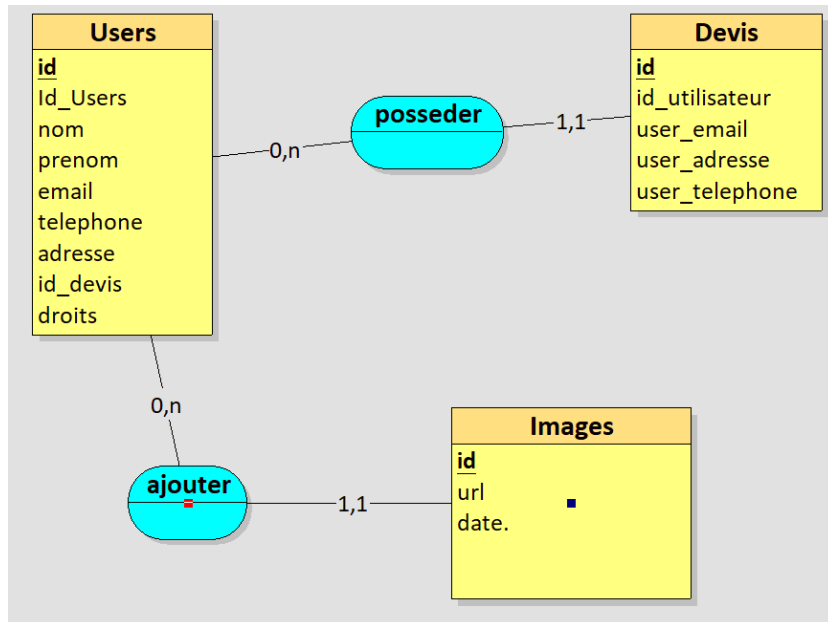 Users
id
Id_Users
nom
prenom
email
telephone
adresse
id_devis
droits
0,n
posseder
1,1
Devis
id
id_utilisateur
user_email
user_adresse
user_telephone
0,n
ajouter
1,1
Images
id
url
date.